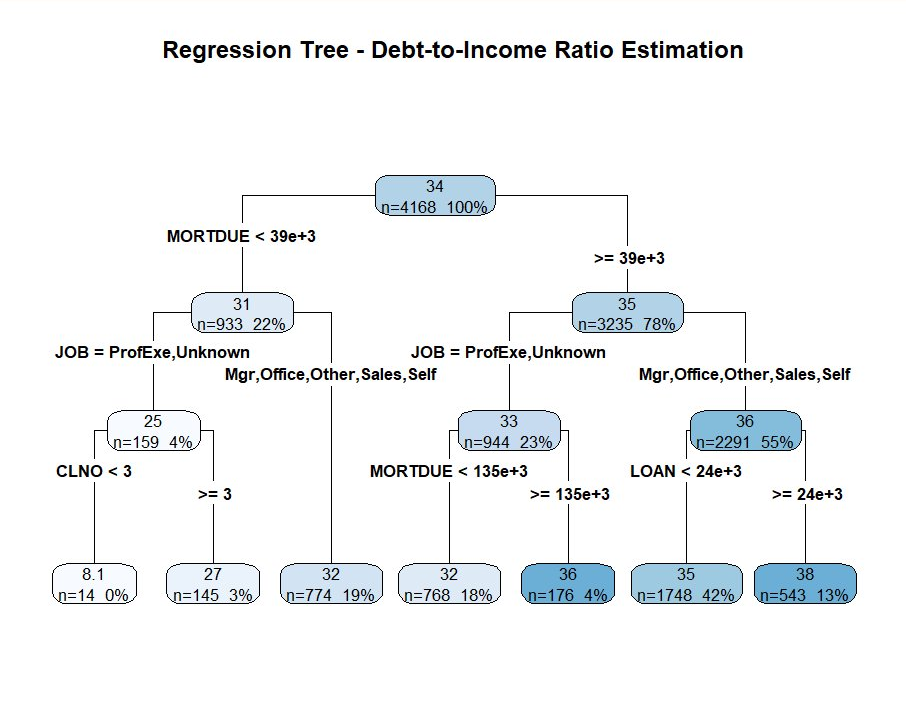 Regression Tree - Debt-to-Income Ratio Estimation
34
n=4168 100%
MORTDUE < 39e+3
>= 39e+3
31
n=933 22%
35
n=3235 78%
JOB = ProfExe,Unknown
Mgr,Office,Other,Sales,Self
JOB = ProfExe,Unknown
Mgr,Office,Other,Sales,Self
25
n=159 4%
33
n=944 23%
36
n=2291 55%
CLNO < 3
>= 3
MORTDUE < 135e+3
>= 135e+3
LOAN < 24e+3
>= 24e+3
8.1
n=14 0%
27
n=145 3%
32
n=774 19%
32
n=768 18%
36
n=176 4%
35
n=1748 42%
38
n=543 13%